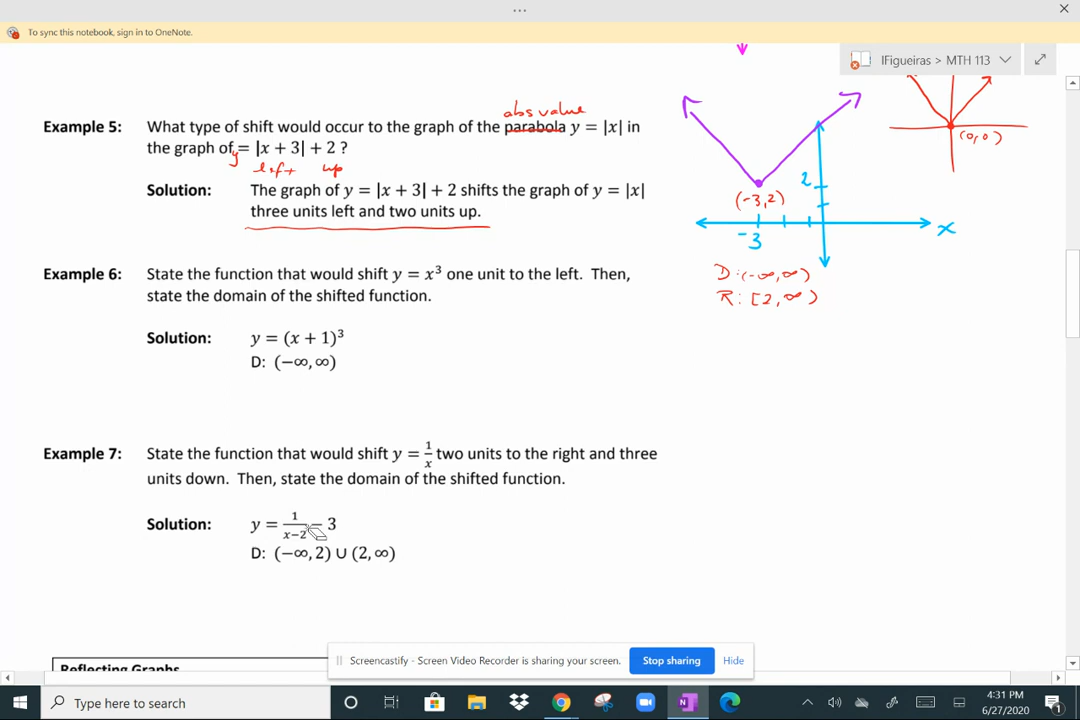 ...
To sync this notebook, sign in to OneNote.
IFigueiras > MTH 113
abs value
Example 5: What type of shift would occur to the graph of the parabola y = |x| in
the graph of y = |x + 3| + 2 ?
left up
Solution: The graph of y = |x + 3| + 2 shifts the graph of y = |x|
three units left and two units up.
(0,0)
2
(-3,2)
-3
x
D: (-∞,∞)
R: [2,∞)
Example 6: State the function that would shift y = x³ one unit to the left. Then,
state the domain of the shifted function.
Solution: y = (x + 1)³
D: (−∞, ∞)
Example 7: State the function that would shift y = 1/x two units to the right and three
units down. Then, state the domain of the shifted function.
Solution: y = 1/(x−2) − 3
D: (−∞, 2) ∪ (2, ∞)
Reflecting Graphs
Screencastify - Screen Video Recorder is sharing your screen. Stop sharing Hide
Type here to search
4:31 PM
6/27/2020
1